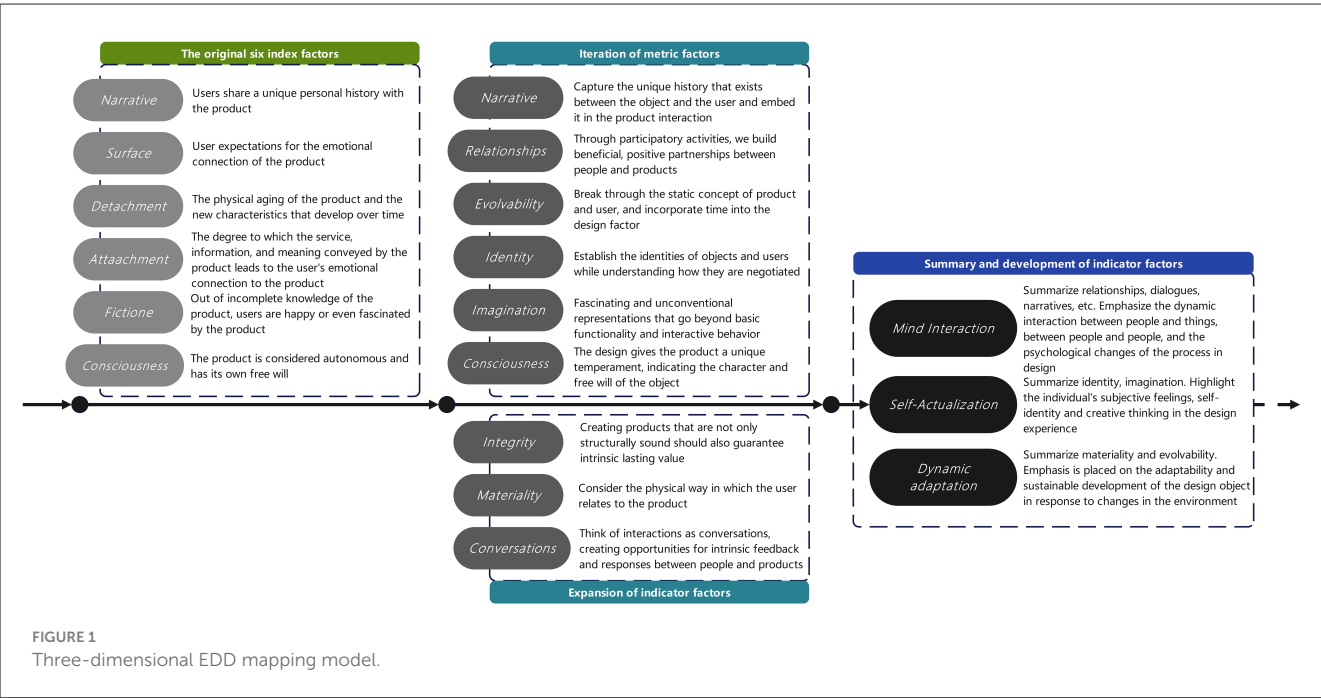 The original six index factors
Narrative
Users share a unique personal history with
the product
Surface
User expectations for the emotional
connection of the product
Detachment
The physical aging of the product and the
new characteristics that develop over time
Attaachment
The degree to which the service,
information, and meaning conveyed by the
product leads to the user's emotional
connection to the product
Fictione
Out of incomplete knowledge of the
product, users are happy or even fascinated
by the product
Consciousness
The product is considered autonomous and
has its own free will
Iteration of metric factors
Narrative
Capture the unique history that exists
between the object and the user and embed
it in the product interaction
Relationships
Through participatory activities, we build
beneficial, positive partnerships between
people and products
Evolvability
Break through the static concept of product
and user, and incorporate time into the
design factor
Identity
Establish the identities of objects and users
while understanding how they are negotiated
Imagination
Fascinating and unconventional
representations that go beyond basic
functionality and interactive behavior
Consciousness
The design gives the product a unique
temperament, indicating the character and
free will of the object
Integrity
Creating products that are not only
structurally sound should also guarantee
intrinsic lasting value
Materiality
Consider the physical way in which the user
relates to the product
Conversations
Think of interactions as conversations,
creating opportunities for intrinsic feedback
and responses between people and products
Expansion of indicator factors
Summary and development of indicator factors
Mind Interaction
Summarize relationships, dialogues,
narratives, etc. Emphasize the dynamic
interaction between people and things,
between people and people, and the
psychological changes of the process in
design
Self-Actualization
Summarize identity, imagination. Highlight
the individual's subjective feelings, self-
identity and creative thinking in the design
experience
Dynamic
adaptation
Summarize materiality and evolvability.
Emphasis is placed on the adaptability and
sustainable development of the design object
in response to changes in the environment
FIGURE 1
Three-dimensional EDD mapping model.